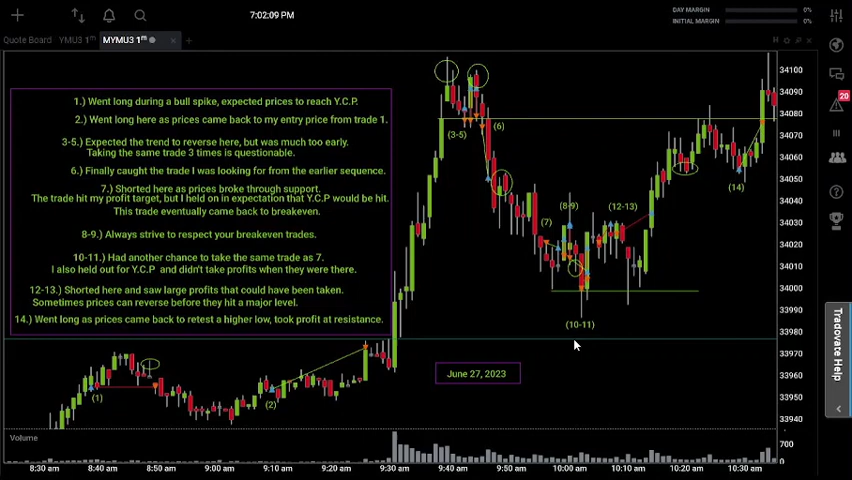 7:02:09 PM
DAY MARGIN 0%
INITIAL MARGIN 0%
Quote Board YMU3 1m MYMU3 1m
34100
34090
34080
34070
34060
34050
34040
34030
34020
34010
34000
33990
33980
33970
33960
33950
33940
1.) Went long during a bull spike, expected prices to reach Y.C.P.
2.) Went long here as prices came back to my entry price from trade 1.
3-5.) Expected the trend to reverse here, but was much too early.
Taking the same trade 3 times is questionable.
6.) Finally caught the trade I was looking for from the earlier sequence.
7.) Shorted here as prices broke through support.
The trade hit my profit target, but I held on in expectation that Y.C.P would be hit.
This trade eventually came back to breakeven.
8-9.) Always strive to respect your breakeven trades.
10-11.) Had another chance to take the same trade as 7.
I also held out for Y.C.P and didn't take profits when they were there.
12-13.) Shorted here and saw large profits that could have been taken.
Sometimes prices can reverse before they hit a major level.
14.) Went long as prices came back to retest a higher low, took profit at resistance.
(1)
(2)
(3-5)
(6)
(7)
(8-9)
(10-11)
(12-13)
(14)
June 27, 2023
20
Tradovate Help
Volume
700
0
8:30 am 8:40 am 8:50 am 9:00 am 9:10 am 9:20 am 9:30 am 9:40 am 9:50 am 10:00 am 10:10 am 10:20 am 10:30 am